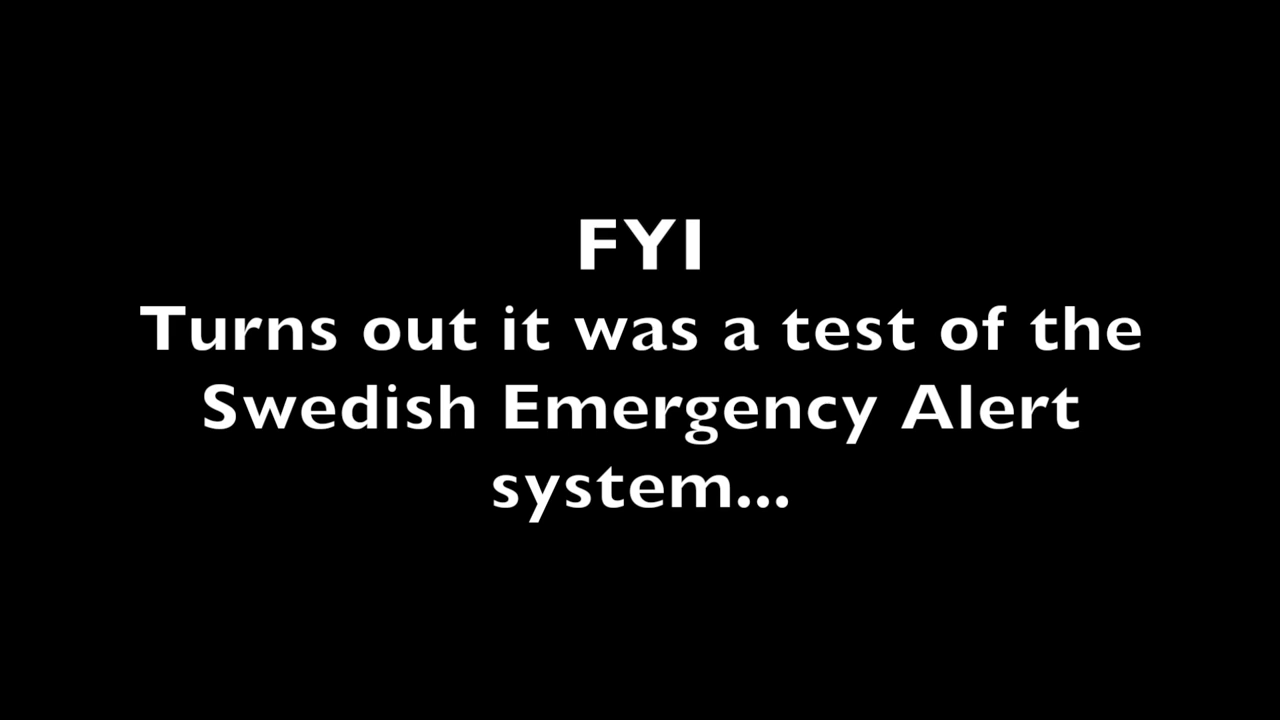 FYI
Turns out it was a test of the
Swedish Emergency Alert
system...